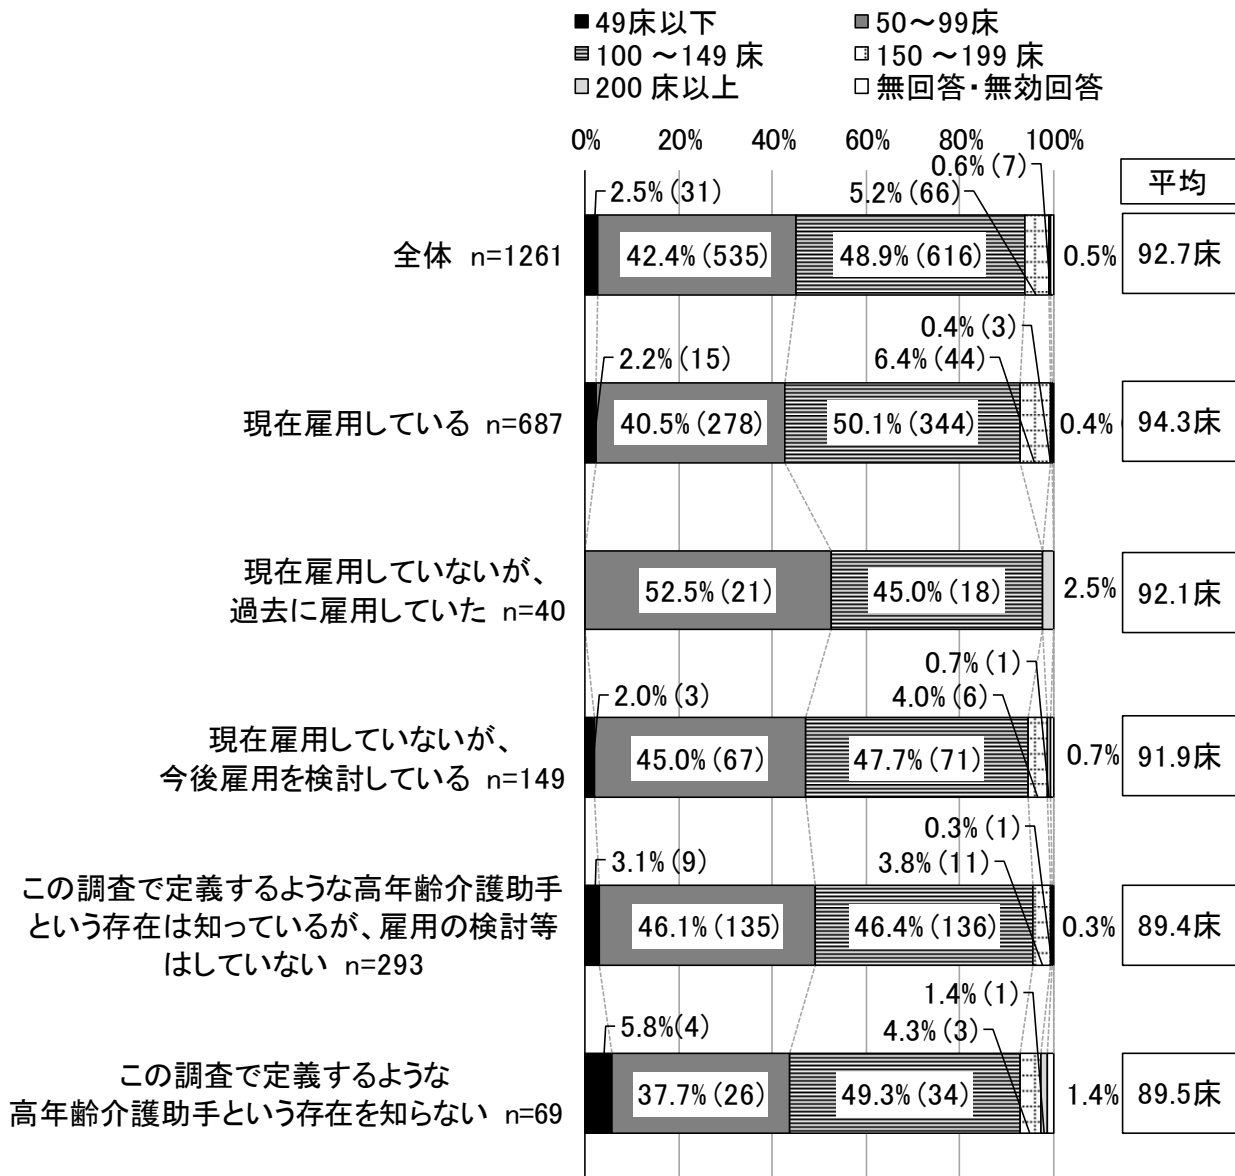 ■49床以下 ■50～99床
100～149床 150～199床
200床以上 □無回答・無効回答
0% 20% 40% 60% 80% 100%
平均
0.6%(7)
2.5%(31) 5.2%(66)
全体 n=1261 42.4%(535) 48.9%(616) 0.5% 92.7床
0.4%(3)
2.2%(15) 6.4%(44)
現在雇用している n=687 40.5%(278) 50.1%(344) 0.4% 94.3床
現在雇用していないが、
過去に雇用していた n=40 52.5%(21) 45.0%(18) 2.5% 92.1床
0.7%(1)
2.0%(3) 4.0%(6)
現在雇用していないが、
今後雇用を検討している n=149 45.0%(67) 47.7%(71) 0.7% 91.9床
0.3%(1)
3.1%(9) 3.8%(11)
この調査で定義するような高年齢介護助手
という存在は知っているが、雇用の検討等
はしていない n=293 46.1%(135) 46.4%(136) 0.3% 89.4床
1.4%(1)
5.8%(4) 4.3%(3)
この調査で定義するような
高年齢介護助手という存在を知らない n=69 37.7%(26) 49.3%(34) 1.4% 89.5床